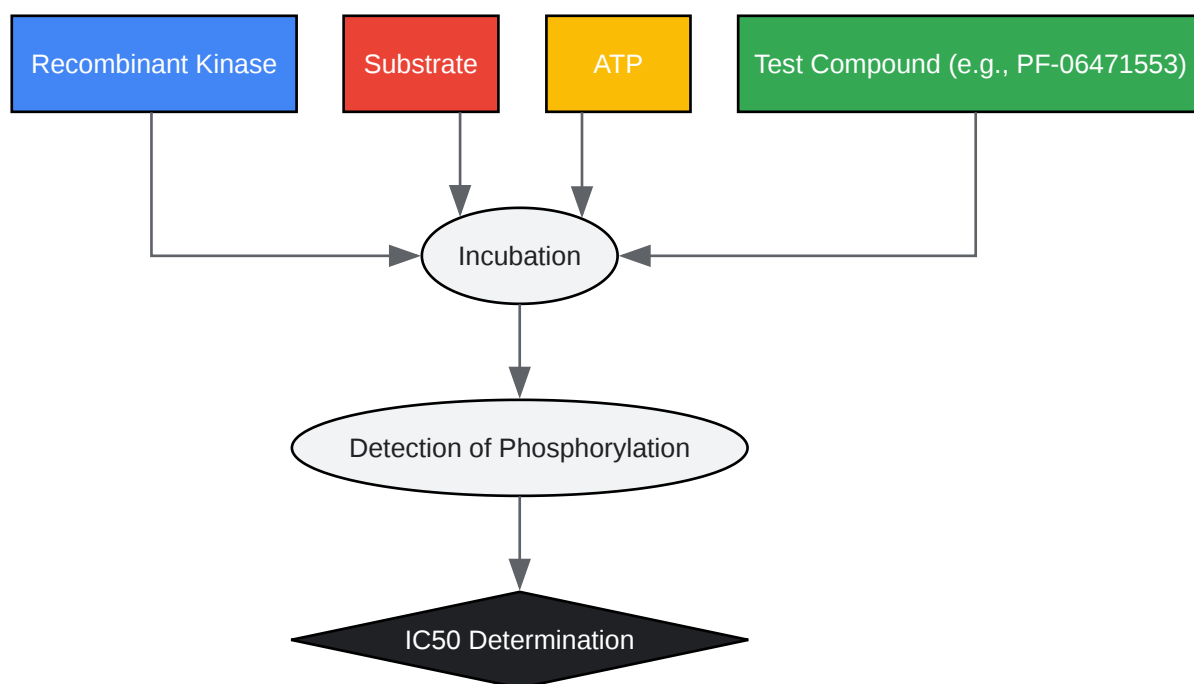 Recombinant Kinase
Substrate
ATP
Test Compound (e.g., PF-06471553)
Incubation
Detection of Phosphorylation
IC50 Determination